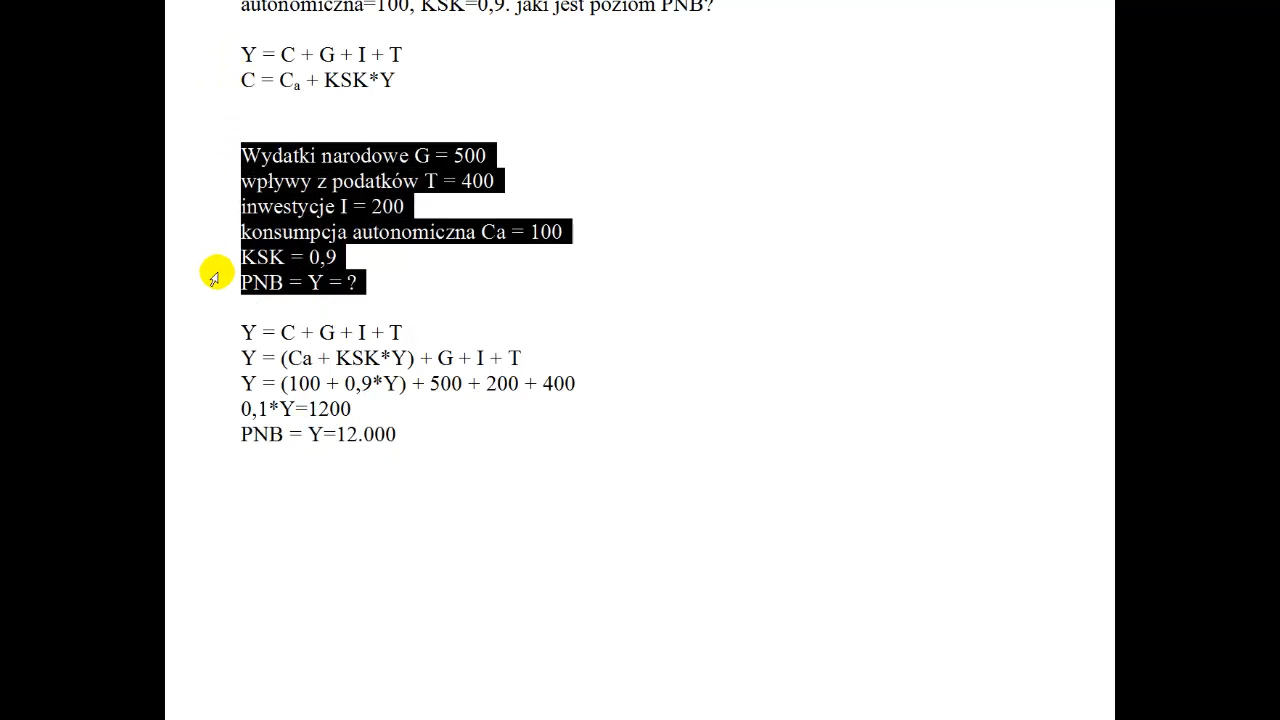 autonomiczna=100, KSK=0,9. jaki jest poziom PNB?
Y = C + G + I + T
C = Ca + KSK*Y
Wydatki narodowe G = 500
wpływy z podatków T = 400
inwestycje I = 200
konsumpcja autonomiczna Ca = 100
KSK = 0,9
PNB = Y = ?
Y = C + G + I + T
Y = (Ca + KSK*Y) + G + I + T
Y = (100 + 0,9*Y) + 500 + 200 + 400
0,1*Y=1200
PNB = Y=12.000